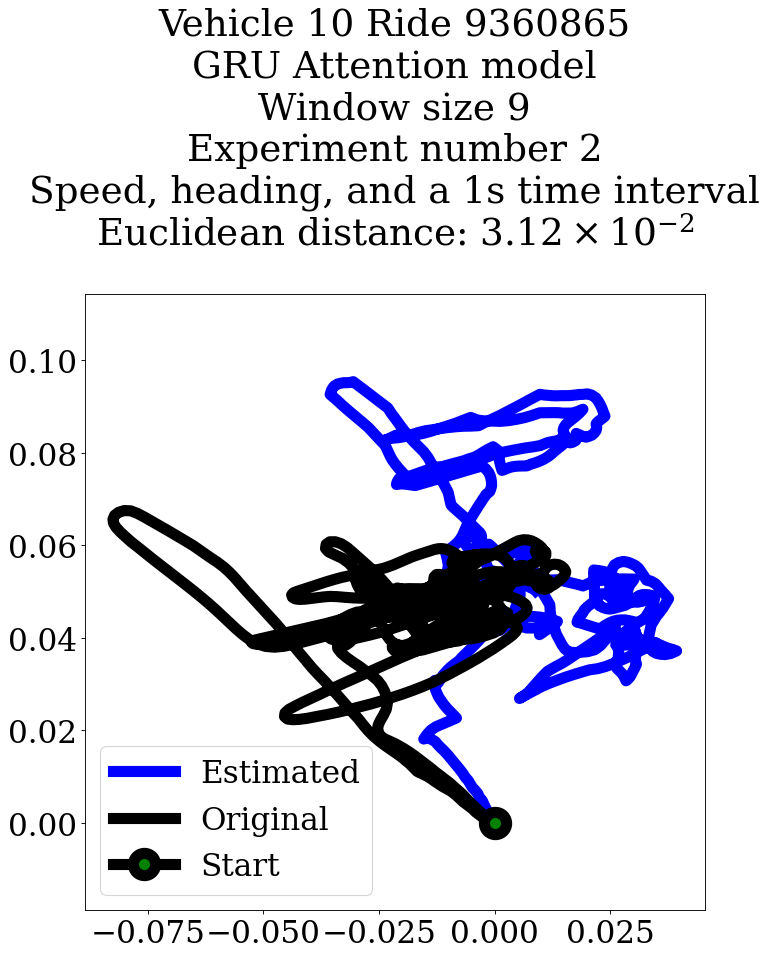 Vehicle 10 Ride 9360865
GRU Attention model
Window size 9
Experiment number 2
Speed, heading, and a 1s time interval
Euclidean distance: 3.12 × 10⁻²
0.10
0.08
0.06
0.04
0.02
0.00
Estimated
Original
Start
−0.075 −0.050 −0.025 0.000 0.025